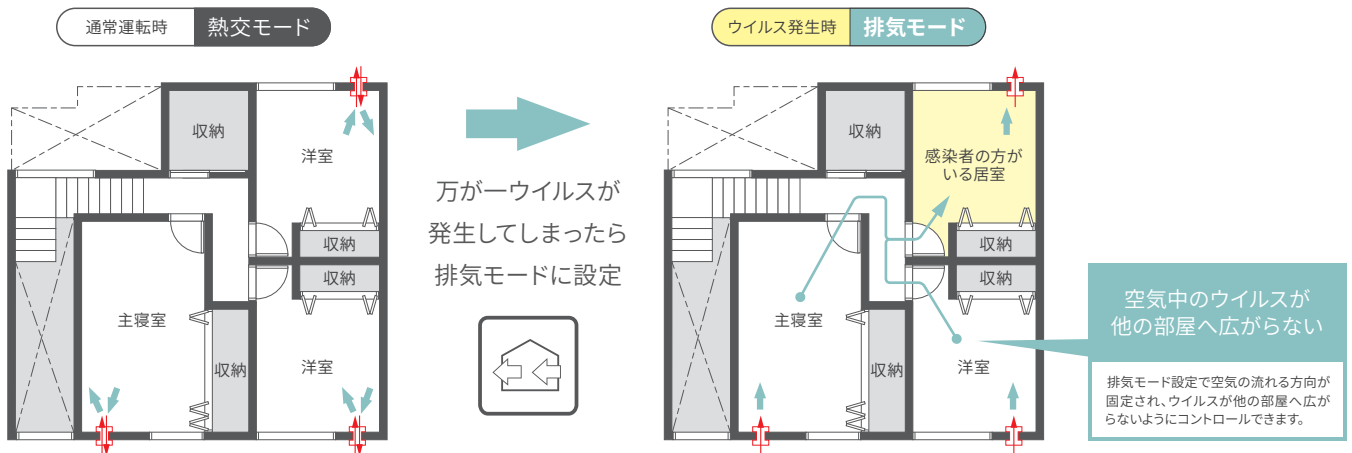 通常運転時 熱交モード
収納
洋室
収納
収納
主寝室
収納
洋室
万が一ウイルスが
発生してしまったら
排気モードに設定
ウイルス発生時 排気モード
収納
感染者の方が
いる居室
収納
収納
主寝室
収納
洋室
空気中のウイルスが
他の部屋へ広がらない
排気モード設定で空気の流れる方向が
固定され、ウイルスが他の部屋へ広が
らないようにコントロールできます。